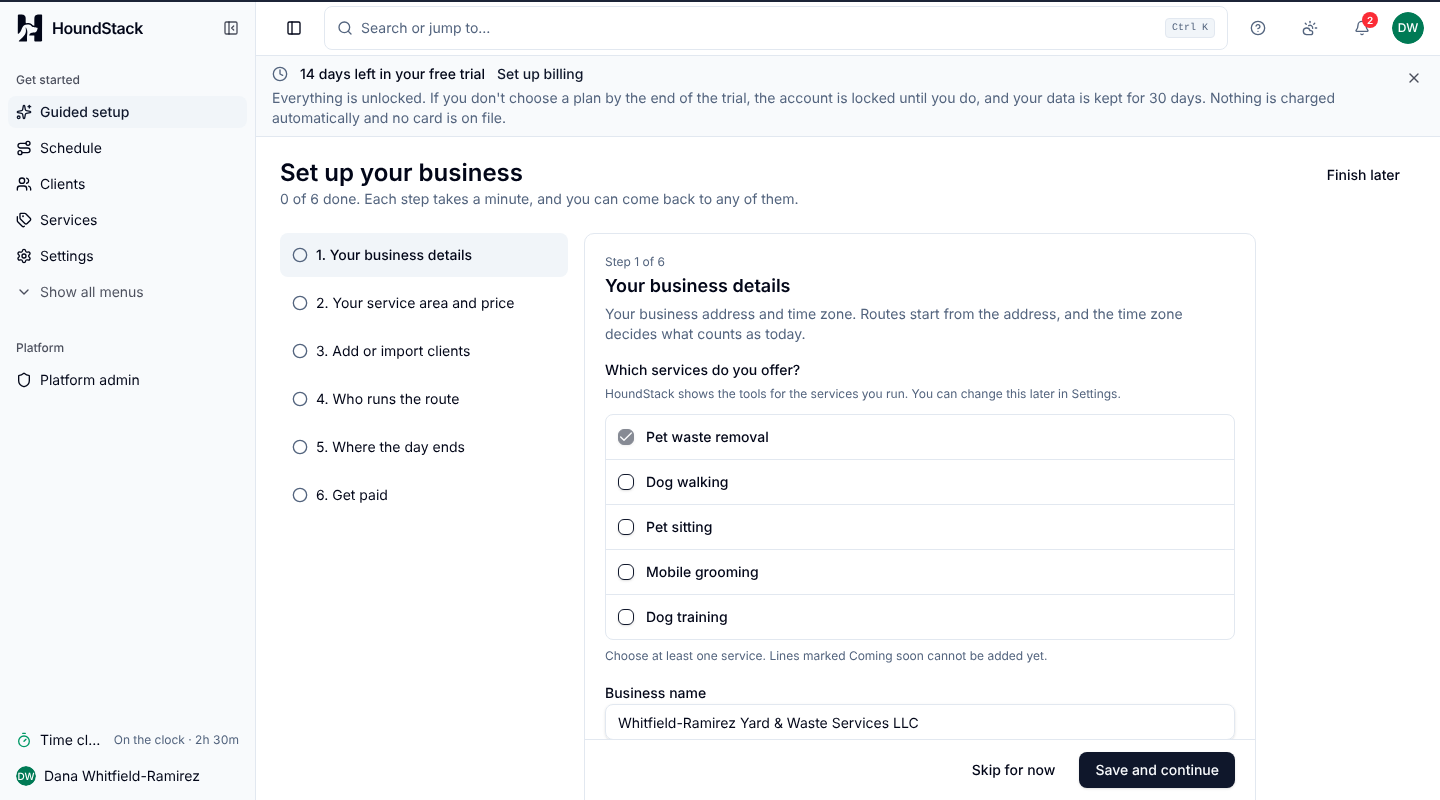 HoundStack
Search or jump to...
Ctrl K
2
DW
Get started
Guided setup
Schedule
Clients
Services
Settings
Show all menus
Platform
Platform admin
Time cl...
On the clock · 2h 30m
DW
Dana Whitfield-Ramirez
14 days left in your free trial
Set up billing
Everything is unlocked. If you don't choose a plan by the end of the trial, the account is locked until you do, and your data is kept for 30 days. Nothing is charged
automatically and no card is on file.
Set up your business
Finish later
0 of 6 done. Each step takes a minute, and you can come back to any of them.
1. Your business details
2. Your service area and price
3. Add or import clients
4. Who runs the route
5. Where the day ends
6. Get paid
Step 1 of 6
Your business details
Your business address and time zone. Routes start from the address, and the time zone
decides what counts as today.
Which services do you offer?
HoundStack shows the tools for the services you run. You can change this later in Settings.
Pet waste removal
Dog walking
Pet sitting
Mobile grooming
Dog training
Choose at least one service. Lines marked Coming soon cannot be added yet.
Business name
Whitfield-Ramirez Yard & Waste Services LLC
Skip for now
Save and continue